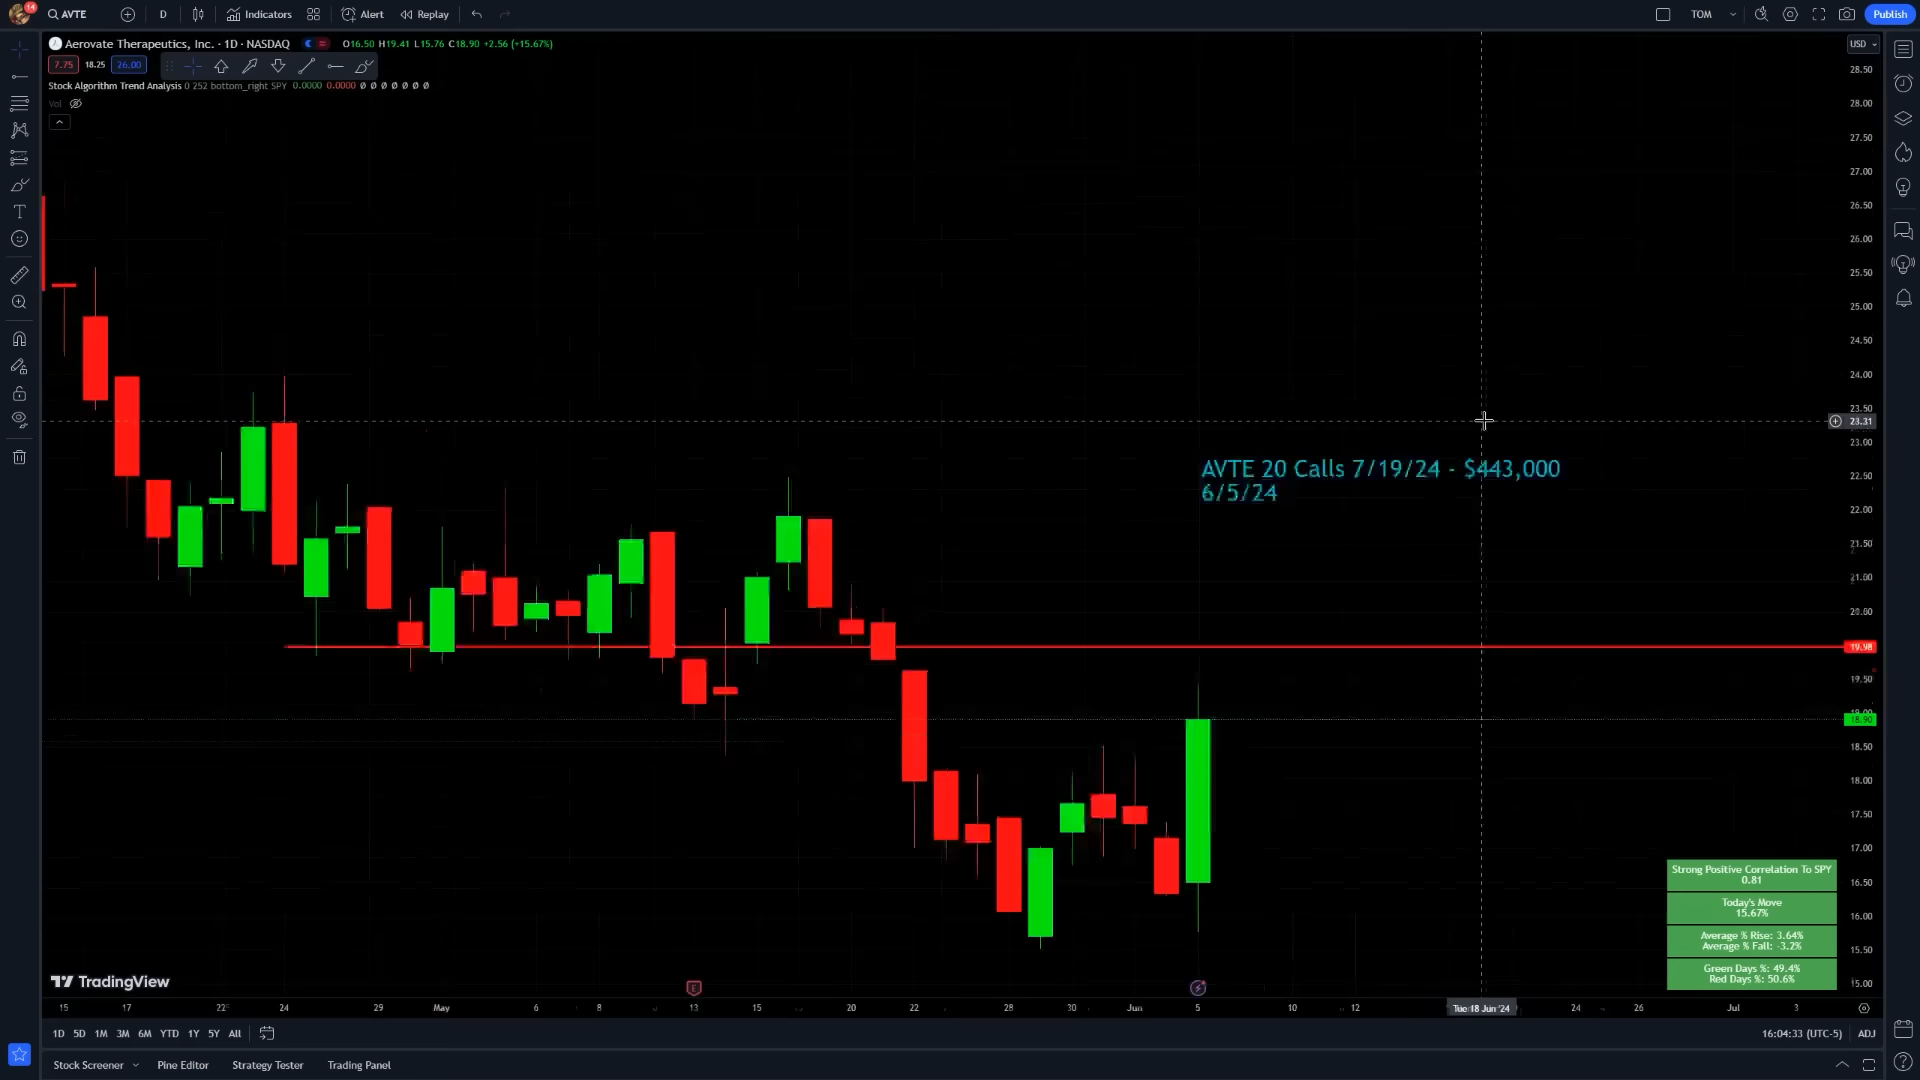 14
AVTE
D
Indicators
Alert
Replay
TOM
Publish
Aerovate Therapeutics, Inc. · 1D · NASDAQ
O16.50 H19.41 L15.76 C18.90 +2.56 (+15.67%)
USD
7.75 18.25 26.00
Stock Algorithm Trend Analysis 0 252 bottom_right SPY 0.0000 0.0000 ø ø ø ø ø ø ø
Vol
28.50
28.00
27.50
27.00
26.50
26.00
25.50
25.00
24.50
24.00
23.50
23.31
23.00
22.50
22.00
21.50
21.00
20.60
19.98
19.50
19.00
18.90
18.50
18.00
17.50
17.00
16.50
16.00
15.50
15.00
AVTE 20 Calls 7/19/24 - $443,000
6/5/24
Strong Positive Correlation To SPY
0.81
Today's Move
15.67%
Average % Rise: 3.64%
Average % Fall: -3.2%
Green Days %: 49.4%
Red Days %: 50.6%
TradingView
E
15 17 22 24 29 May 6 8 13 15 20 22 28 30 Jun 5 10 12 Tue 18 Jun '24 24 26 Jul 3
1D 5D 1M 3M 6M YTD 1Y 5Y All
16:04:33 (UTC-5) ADJ
Stock Screener Pine Editor Strategy Tester Trading Panel